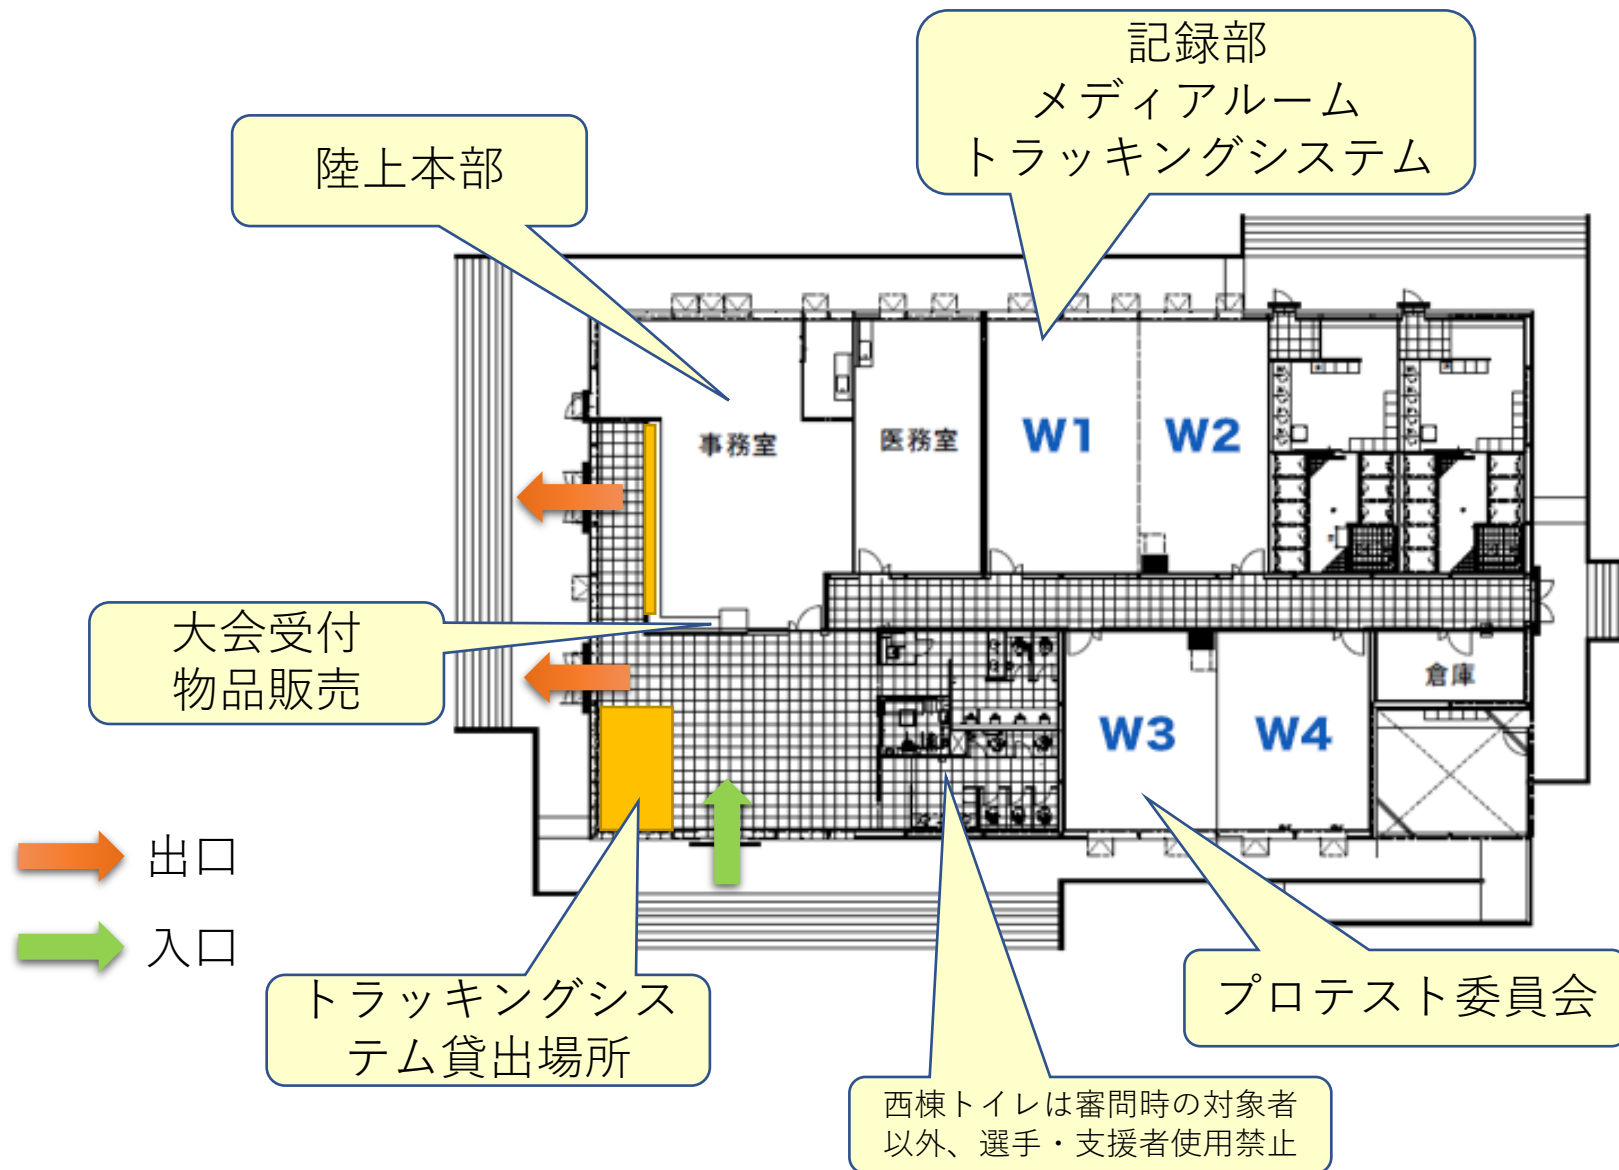 記録部
メディアルーム
トラッキングシステム
陸上本部
事務室
医務室
W1
W2
大会受付
物品販売
倉庫
W3
W4
出口
入口
トラッキングシス
テム貸出場所
プロテスト委員会
西棟トイレは審問時の対象者
以外、選手・支援者使用禁止